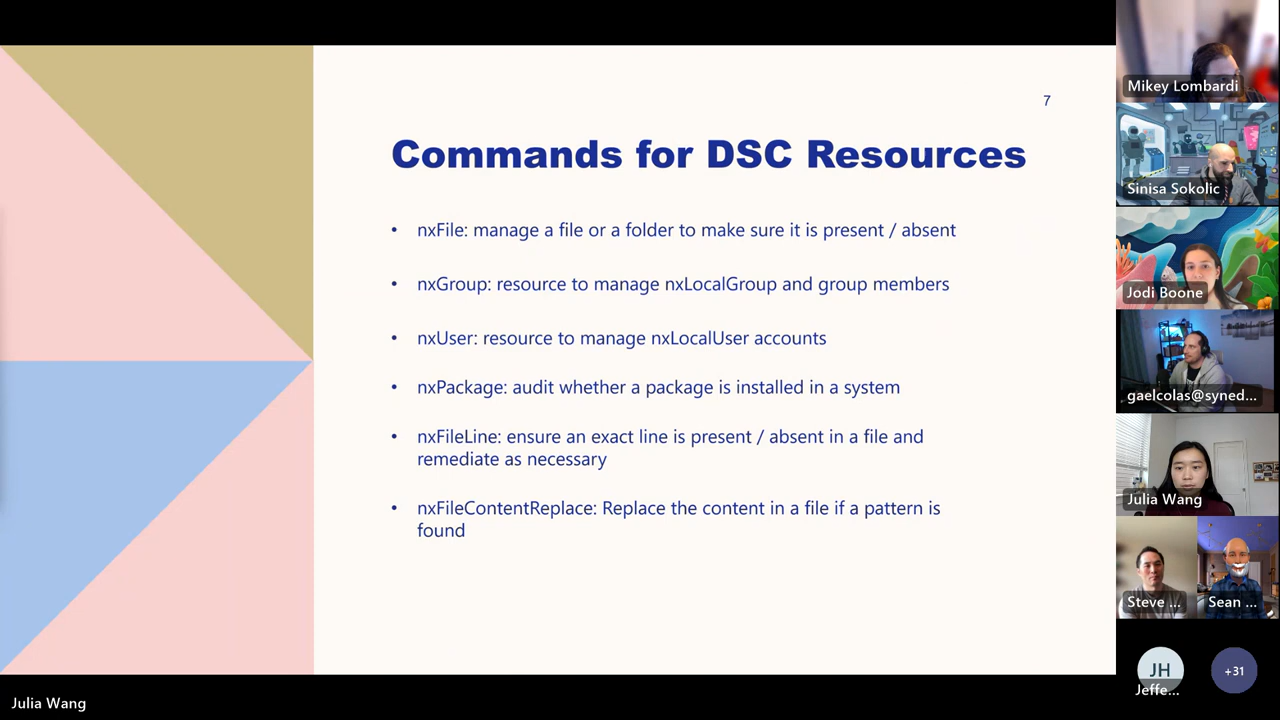 7
Commands for DSC Resources
• nxFile: manage a file or a folder to make sure it is present / absent
• nxGroup: resource to manage nxLocalGroup and group members
• nxUser: resource to manage nxLocalUser accounts
• nxPackage: audit whether a package is installed in a system
• nxFileLine: ensure an exact line is present / absent in a file and
remediate as necessary
• nxFileContentReplace: Replace the content in a file if a pattern is
found
Mikey Lombardi
Sinisa Sokolic
Jodi Boone
gaelcolas@syned...
Julia Wang
Steve ...
Sean ...
JH
Jeffe...
+31
Julia Wang